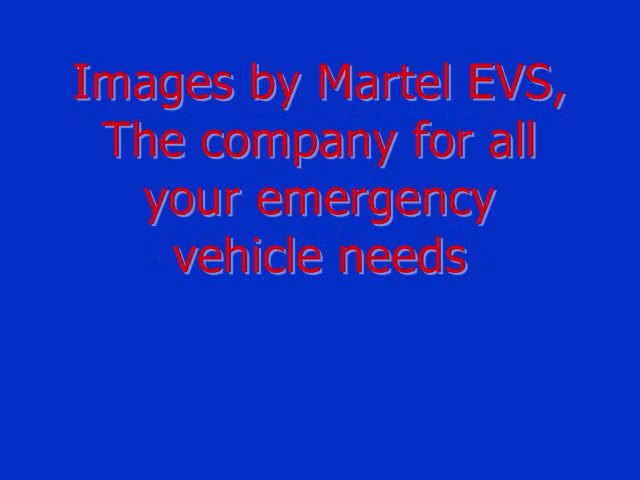 Images by Martel EVS,
The company for all
your emergency
vehicle needs